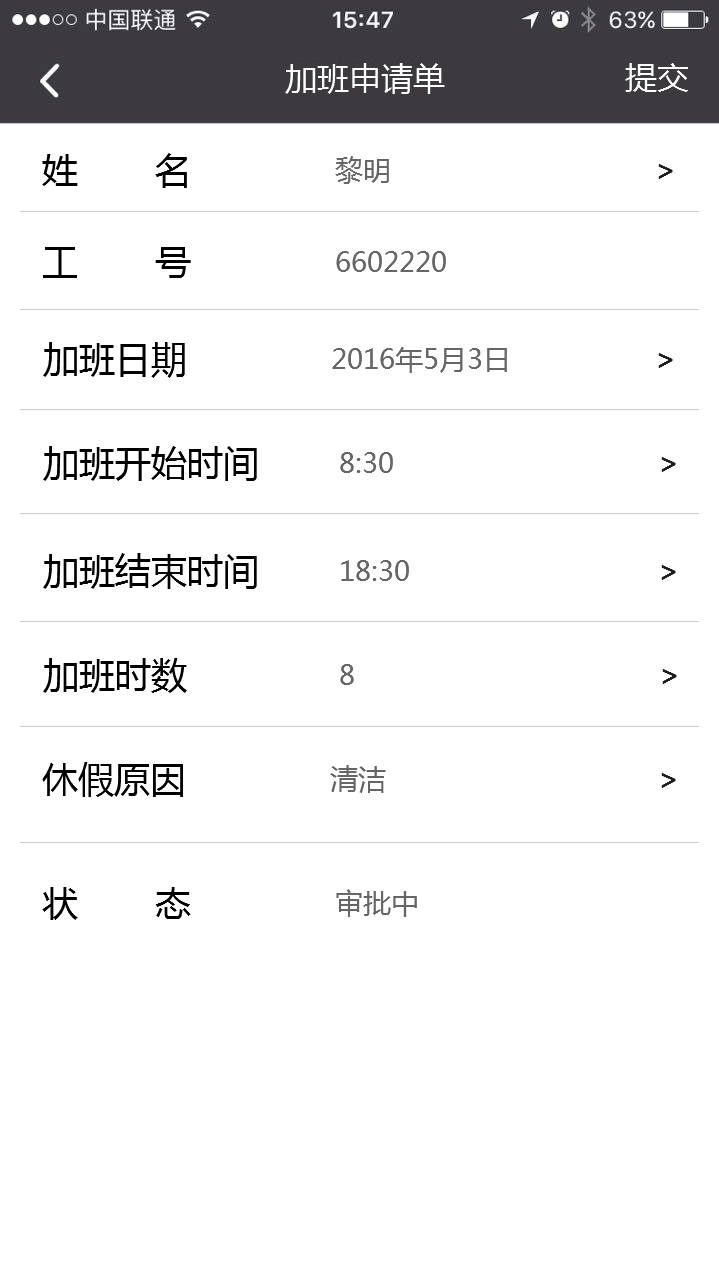 中国联通 15:47 63%
加班申请单 提交
姓 名 黎明 >
工 号 6602220
加班日期 2016年5月3日 >
加班开始时间 8:30 >
加班结束时间 18:30 >
加班时数 8 >
休假原因 清洁 >
状 态 审批中